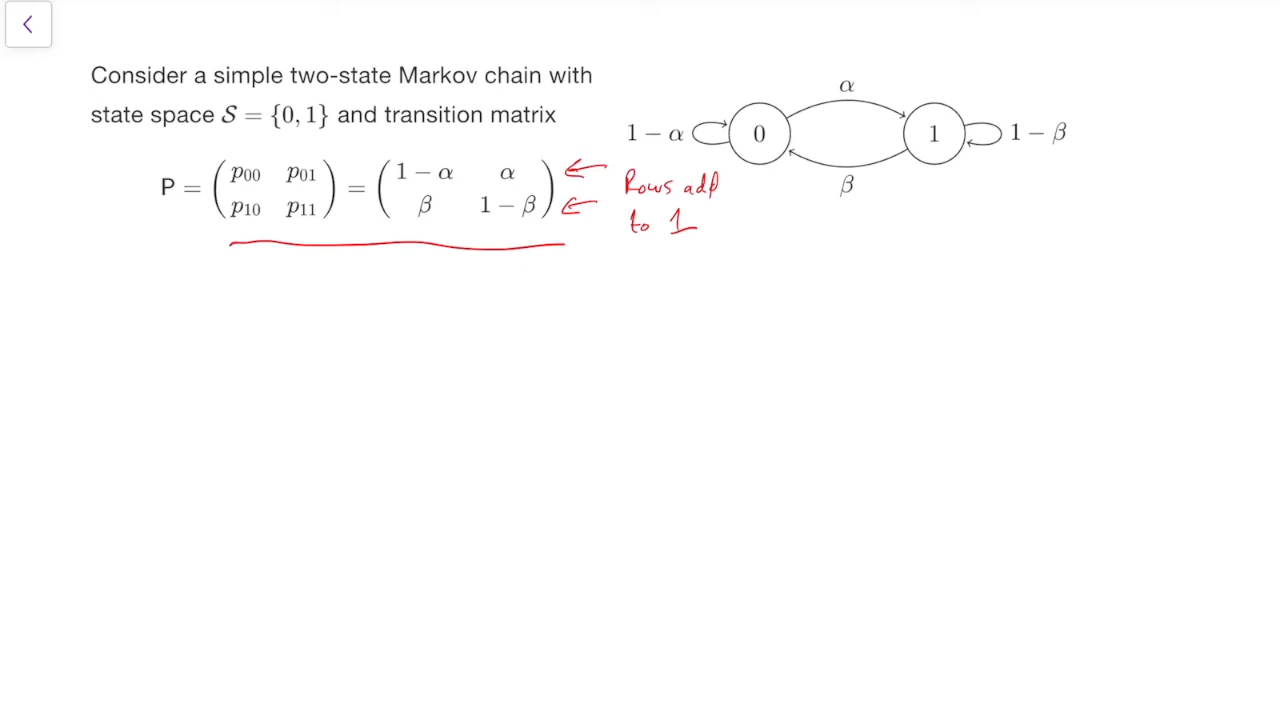 Consider a simple two-state Markov chain with
state space 𝒮 = {0, 1} and transition matrix
P = ( p₀₀ p₀₁ ; p₁₀ p₁₁ ) = ( 1 − α α ; β 1 − β )
Rows add
to 1
α
1 − α 0 1 1 − β
β